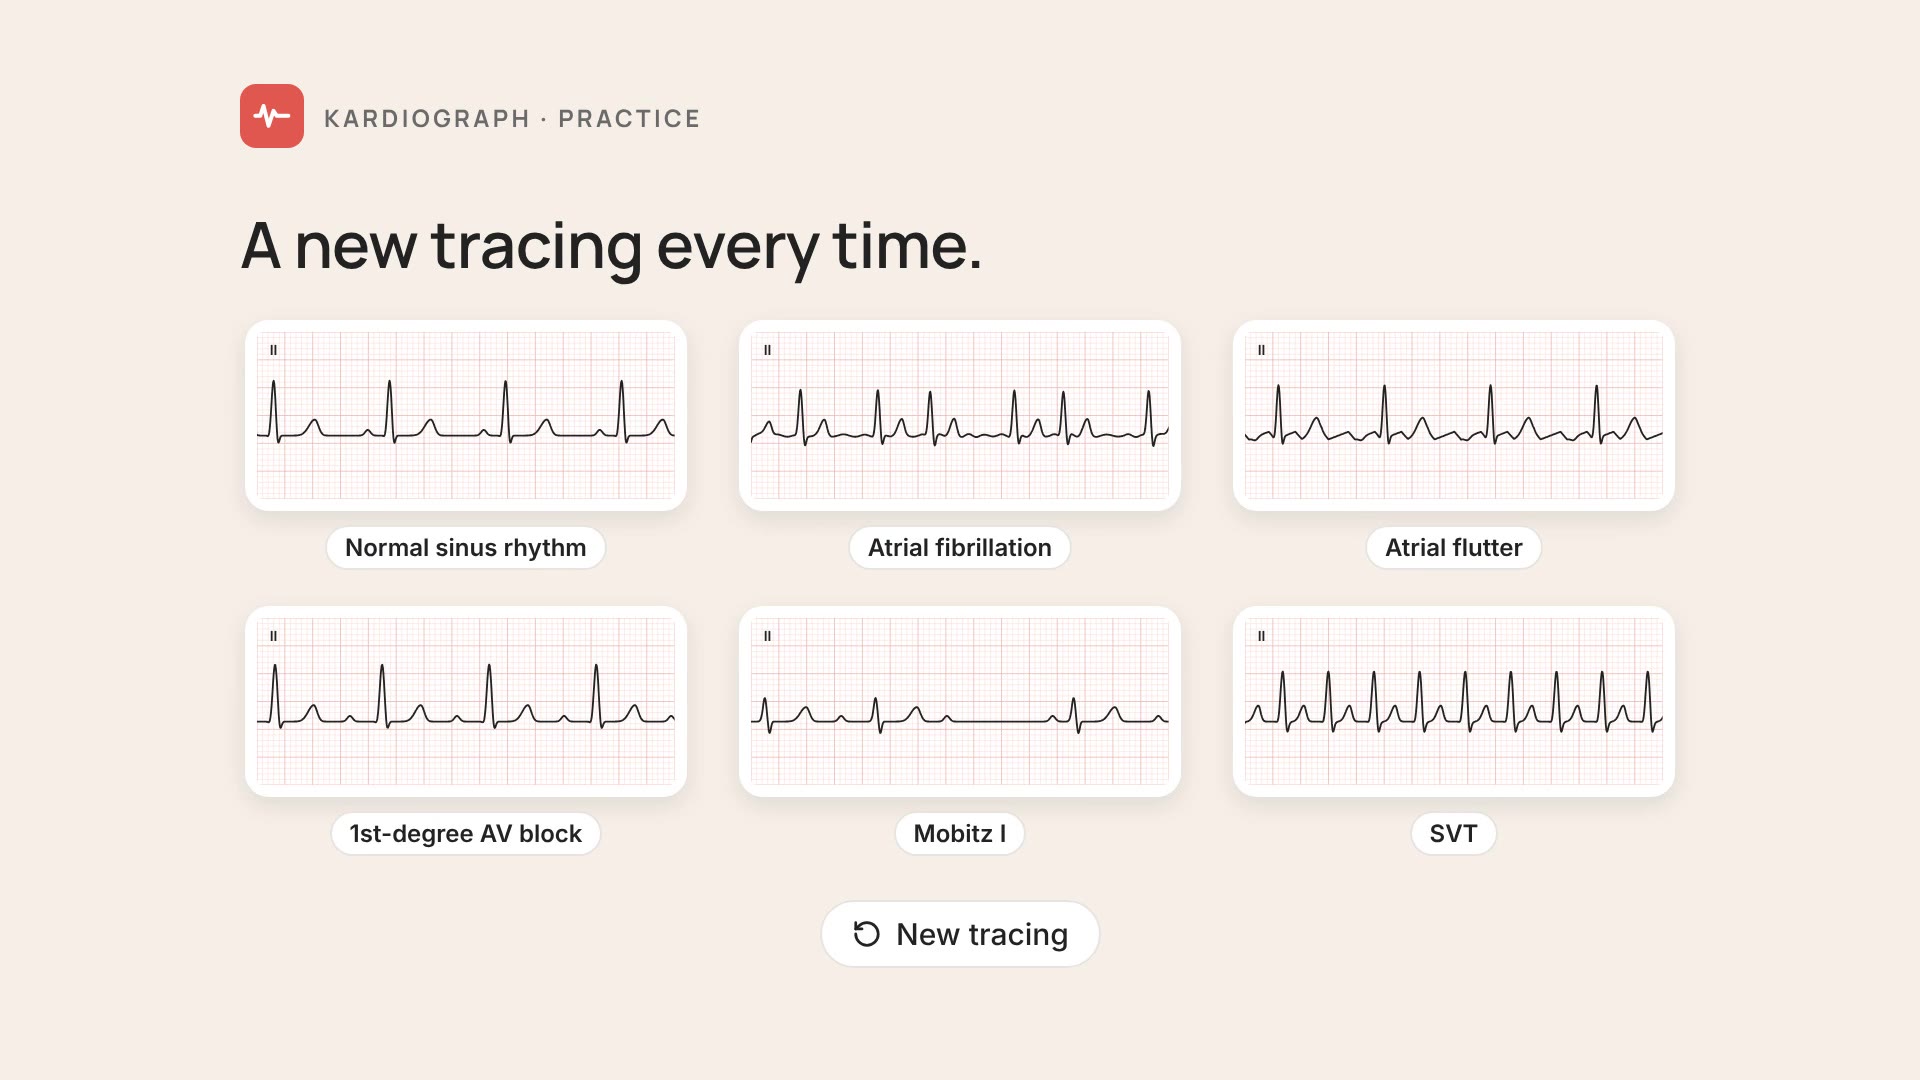 KARDIOGRAPH · PRACTICE
A new tracing every time.
II
II
II
Normal sinus rhythm
Atrial fibrillation
Atrial flutter
II
II
II
1st-degree AV block
Mobitz I
SVT
New tracing